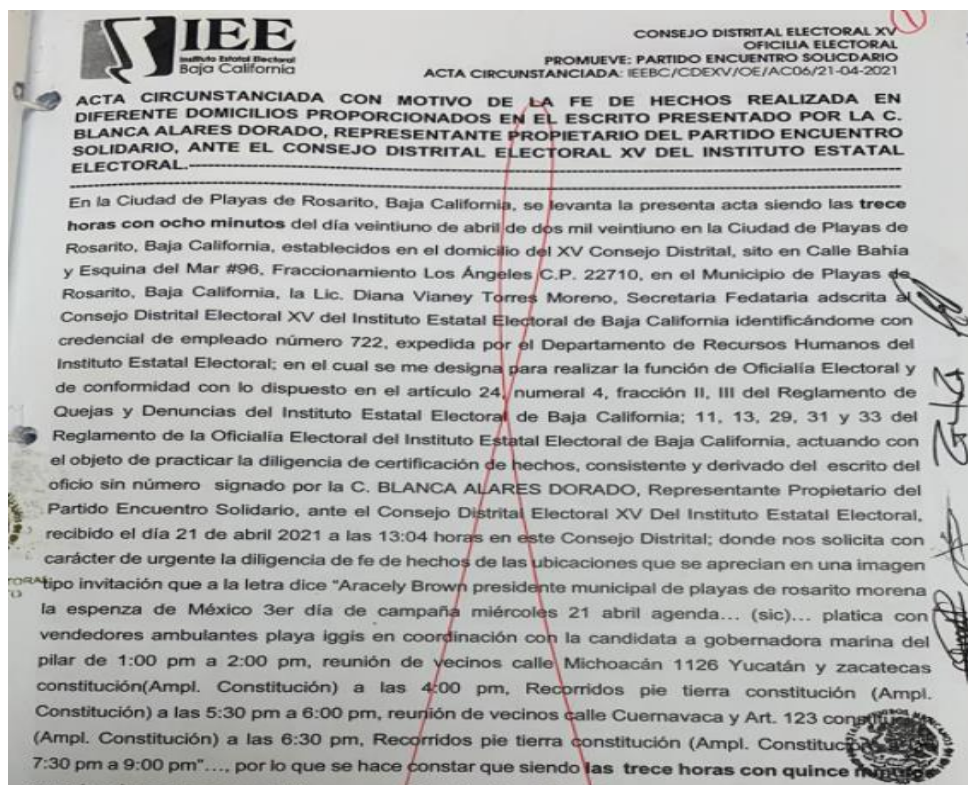 IEE
Instituto Estatal Electoral
Baja California
CONSEJO DISTRITAL ELECTORAL XV
OFICILIA ELECTORAL
PROMUEVE: PARTIDO ENCUENTRO SOLICDARIO
ACTA CIRCUNSTANCIADA: IEEBC/CDEXV/OE/AC06/21-04-2021
ACTA CIRCUNSTANCIADA CON MOTIVO DE LA FE DE HECHOS REALIZADA EN
DIFERENTE DOMICILIOS PROPORCIONADOS EN EL ESCRITO PRESENTADO POR LA C.
BLANCA ALARES DORADO, REPRESENTANTE PROPIETARIO DEL PARTIDO ENCUENTRO
SOLIDARIO, ANTE EL CONSEJO DISTRITAL ELECTORAL XV DEL INSTITUTO ESTATAL
ELECTORAL.
En la Ciudad de Playas de Rosarito, Baja California, se levanta la presenta acta siendo las trece
horas con ocho minutos del día veintiuno de abril de dos mil veintiuno en la Ciudad de Playas de
Rosarito, Baja California, establecidos en el domicilio del XV Consejo Distrital, sito en Calle Bahía
y Esquina del Mar #96, Fraccionamiento Los Ángeles C.P. 22710, en el Municipio de Playas de
Rosarito, Baja California, la Lic. Diana Vianey Torres Moreno, Secretaria Fedataria adscrita al
Consejo Distrital Electoral XV del Instituto Estatal Electoral de Baja California identificándome con
credencial de empleado número 722, expedida por el Departamento de Recursos Humanos del
Instituto Estatal Electoral; en el cual se me designa para realizar la función de Oficialía Electoral y
de conformidad con lo dispuesto en el artículo 24, numeral 4, fracción II, III del Reglamento de
Quejas y Denuncias del Instituto Estatal Electoral de Baja California; 11, 13, 29, 31 y 33 del
Reglamento de la Oficialía Electoral del Instituto Estatal Electoral de Baja California, actuando con
el objeto de practicar la diligencia de certificación de hechos, consistente y derivado del escrito del
oficio sin número signado por la C. BLANCA ALARES DORADO, Representante Propietario del
Partido Encuentro Solidario, ante el Consejo Distrital Electoral XV Del Instituto Estatal Electoral,
recibido el día 21 de abril 2021 a las 13:04 horas en este Consejo Distrital; donde nos solicita con
carácter de urgente la diligencia de fe de hechos de las ubicaciones que se aprecian en una imagen
tipo invitación que a la letra dice "Aracely Brown presidente municipal de playas de rosarito morena
la espenza de México 3er día de campaña miércoles 21 abril agenda... (sic)... platica con
vendedores ambulantes playa iggis en coordinación con la candidata a gobernadora marina del
pilar de 1:00 pm a 2:00 pm, reunión de vecinos calle Michoacán 1126 Yucatán y zacatecas
constitución(Ampl. Constitución) a las 4:00 pm, Recorridos pie tierra constitución (Ampl.
Constitución) a las 5:30 pm a 6:00 pm, reunión de vecinos calle Cuernavaca y Art. 123
(Ampl. Constitución) a las 6:30 pm, Recorridos pie tierra constitución (Ampl.
7:30 pm a 9:00 pm"..., por lo que se hace constar que siendo las trece horas con quince minutos